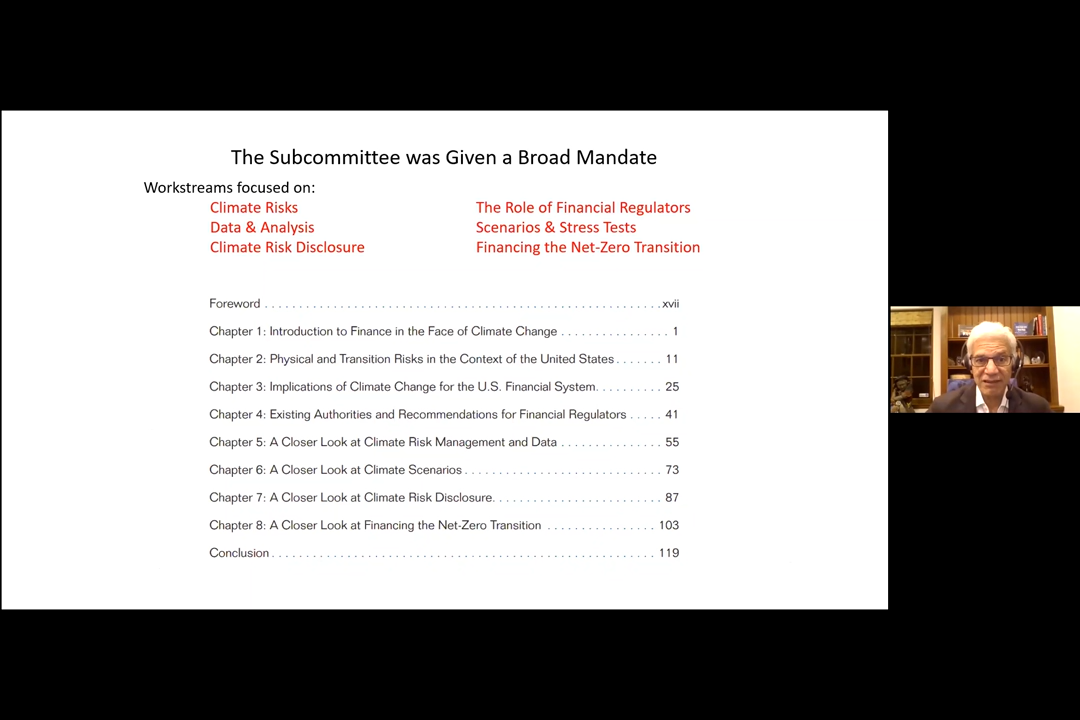 The Subcommittee was Given a Broad Mandate
Workstreams focused on:
Climate Risks
Data & Analysis
Climate Risk Disclosure
The Role of Financial Regulators
Scenarios & Stress Tests
Financing the Net-Zero Transition
Foreword . . . . . . . . . . . . . . . . . . . . . . . . . . . . . . . . . . . . . . . . . . . . . . . . . . . . . . . . . . xvii
Chapter 1: Introduction to Finance in the Face of Climate Change . . . . . . . . . . . . . . . . 1
Chapter 2: Physical and Transition Risks in the Context of the United States . . . . . . . 11
Chapter 3: Implications of Climate Change for the U.S. Financial System. . . . . . . . . . 25
Chapter 4: Existing Authorities and Recommendations for Financial Regulators . . . . . 41
Chapter 5: A Closer Look at Climate Risk Management and Data . . . . . . . . . . . . . . . 55
Chapter 6: A Closer Look at Climate Scenarios . . . . . . . . . . . . . . . . . . . . . . . . . . . . . 73
Chapter 7: A Closer Look at Climate Risk Disclosure. . . . . . . . . . . . . . . . . . . . . . . . . 87
Chapter 8: A Closer Look at Financing the Net-Zero Transition . . . . . . . . . . . . . . . . 103
Conclusion . . . . . . . . . . . . . . . . . . . . . . . . . . . . . . . . . . . . . . . . . . . . . . . . . . . . . . . . 119